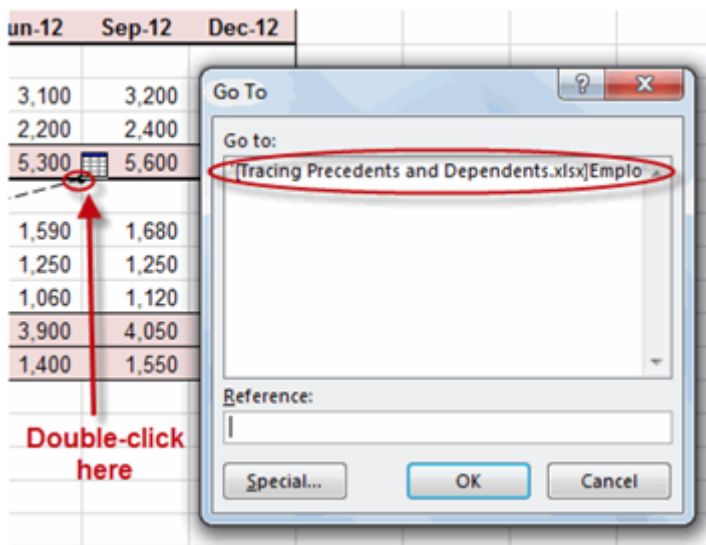 un-12 Sep-12 Dec-12
3,100 3,200
2,200 2,400
5,300 5,600
1,590 1,680
1,250 1,250
1,060 1,120
3,900 4,050
1,400 1,550
Double-click
here
Go To
?
Go to:
'[Tracing Precedents and Dependents.xlsx]Emplo
Reference:
Special...
OK
Cancel